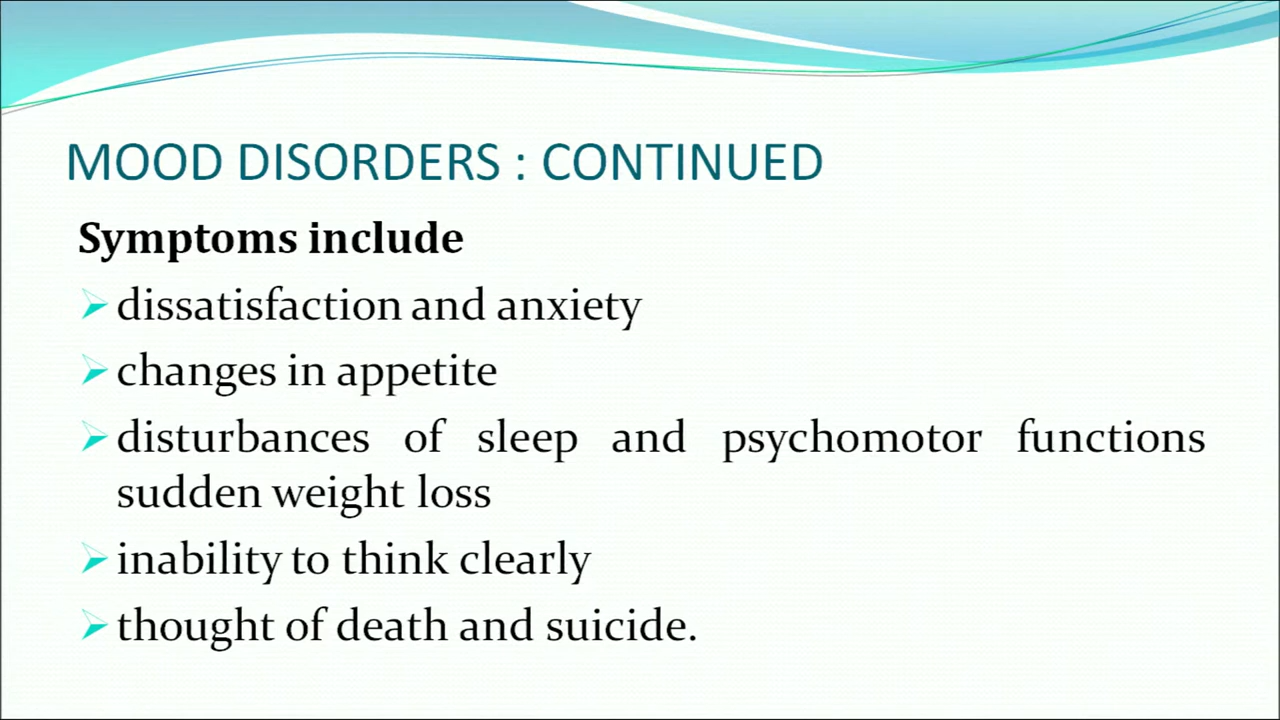 MOOD DISORDERS : CONTINUED
Symptoms include
dissatisfaction and anxiety
changes in appetite
disturbances of sleep and psychomotor functions
sudden weight loss
inability to think clearly
thought of death and suicide.